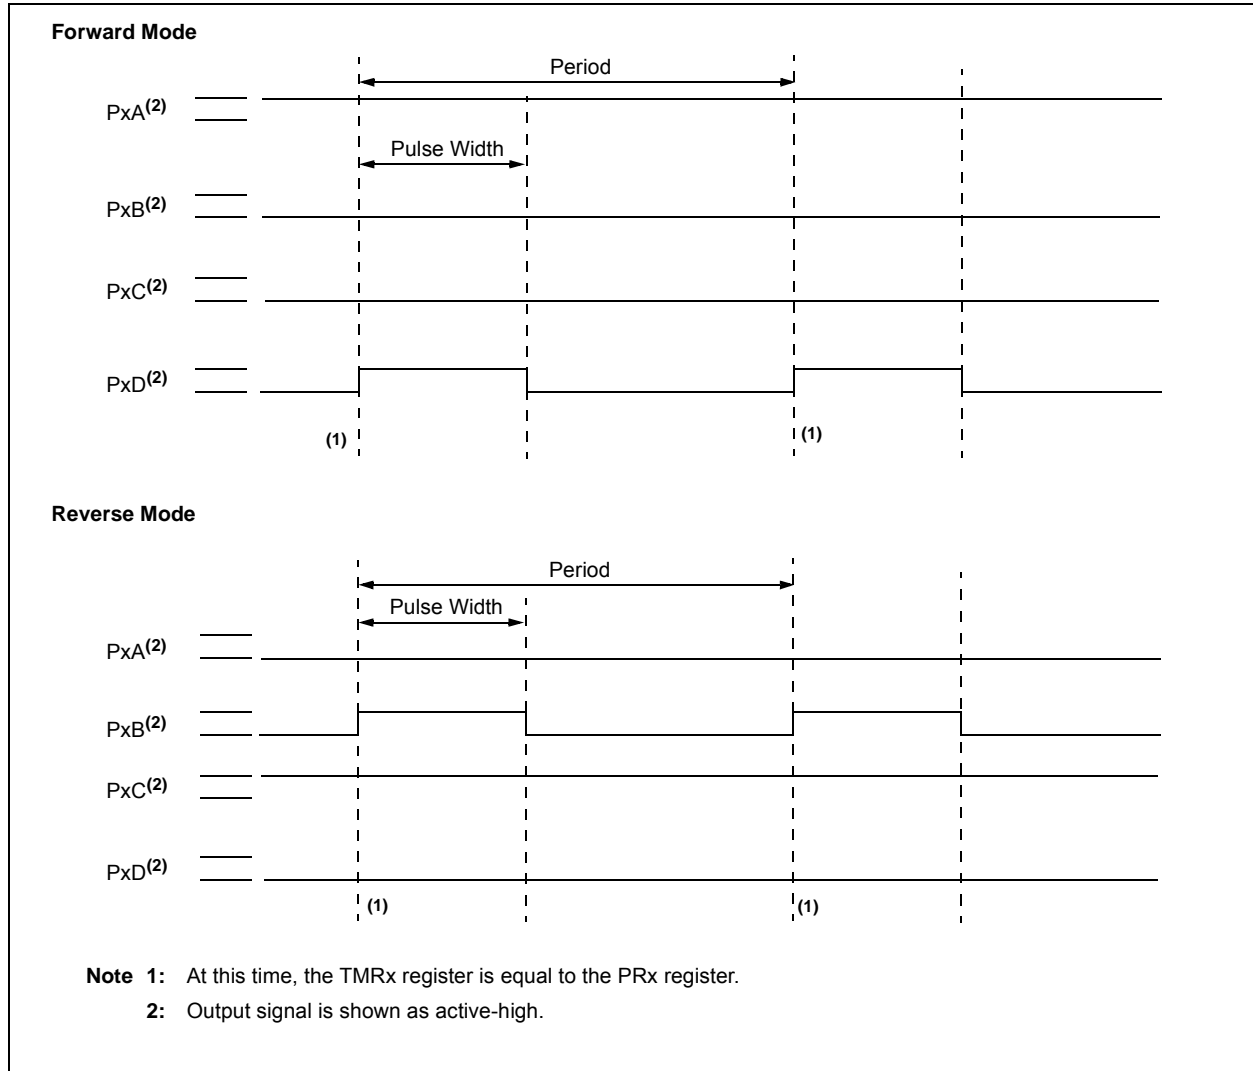 Forward Mode
Period
PxA(2)
Pulse Width
PxB(2)
PxC(2)
PxD(2)
(1) (1)
Reverse Mode
Period
Pulse Width
PxA(2)
PxB(2)
PxC(2)
PxD(2)
(1) (1)
Note 1: At this time, the TMRx register is equal to the PRx register.
2: Output signal is shown as active-high.